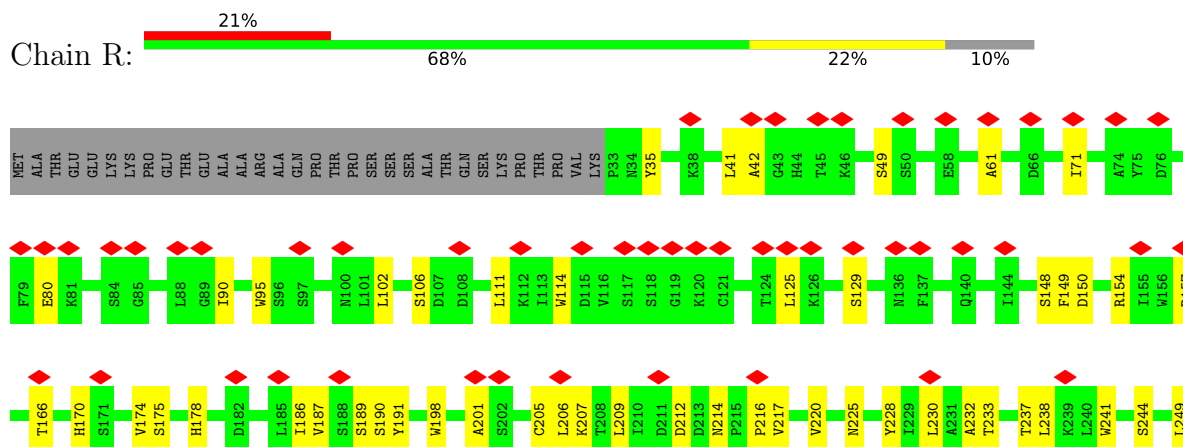 21%
Chain R:
68% 22% 10%
MET ALA THR GLU GLU LYS LYS PRO GLU THR GLU ALA ALA ARG ALA GLN PRO THR PRO SER SER SER ALA THR GLN SER LYS PRO THR PRO VAL LYS P33 N34 Y35 K38 L41 A42 G43 H44 T45 K46 S49 S50 E58 A61 D66 I71 A74 Y75 D76
F79 E80 K81 S84 G85 L88 G89 I90 W95 S96 S97 N100 L101 L102 S106 D107 D108 L111 K112 I113 W114 D115 V116 S117 S118 G119 K120 C121 T124 L125 K126 S129 N136 F137 Q140 I144 S148 F149 D150 R154 I155 W156
T166 H170 S171 V174 S175 H178 D182 L185 I186 V187 S188 S189 S190 Y191 W198 A201 S202 C205 L206 K207 T208 L209 I210 D211 D212 D213 N214 P215 P216 V217 V220 N225 Y228 I229 L230 A231 A232 T233 T237 L238 K239 L240 W241 S244 L249